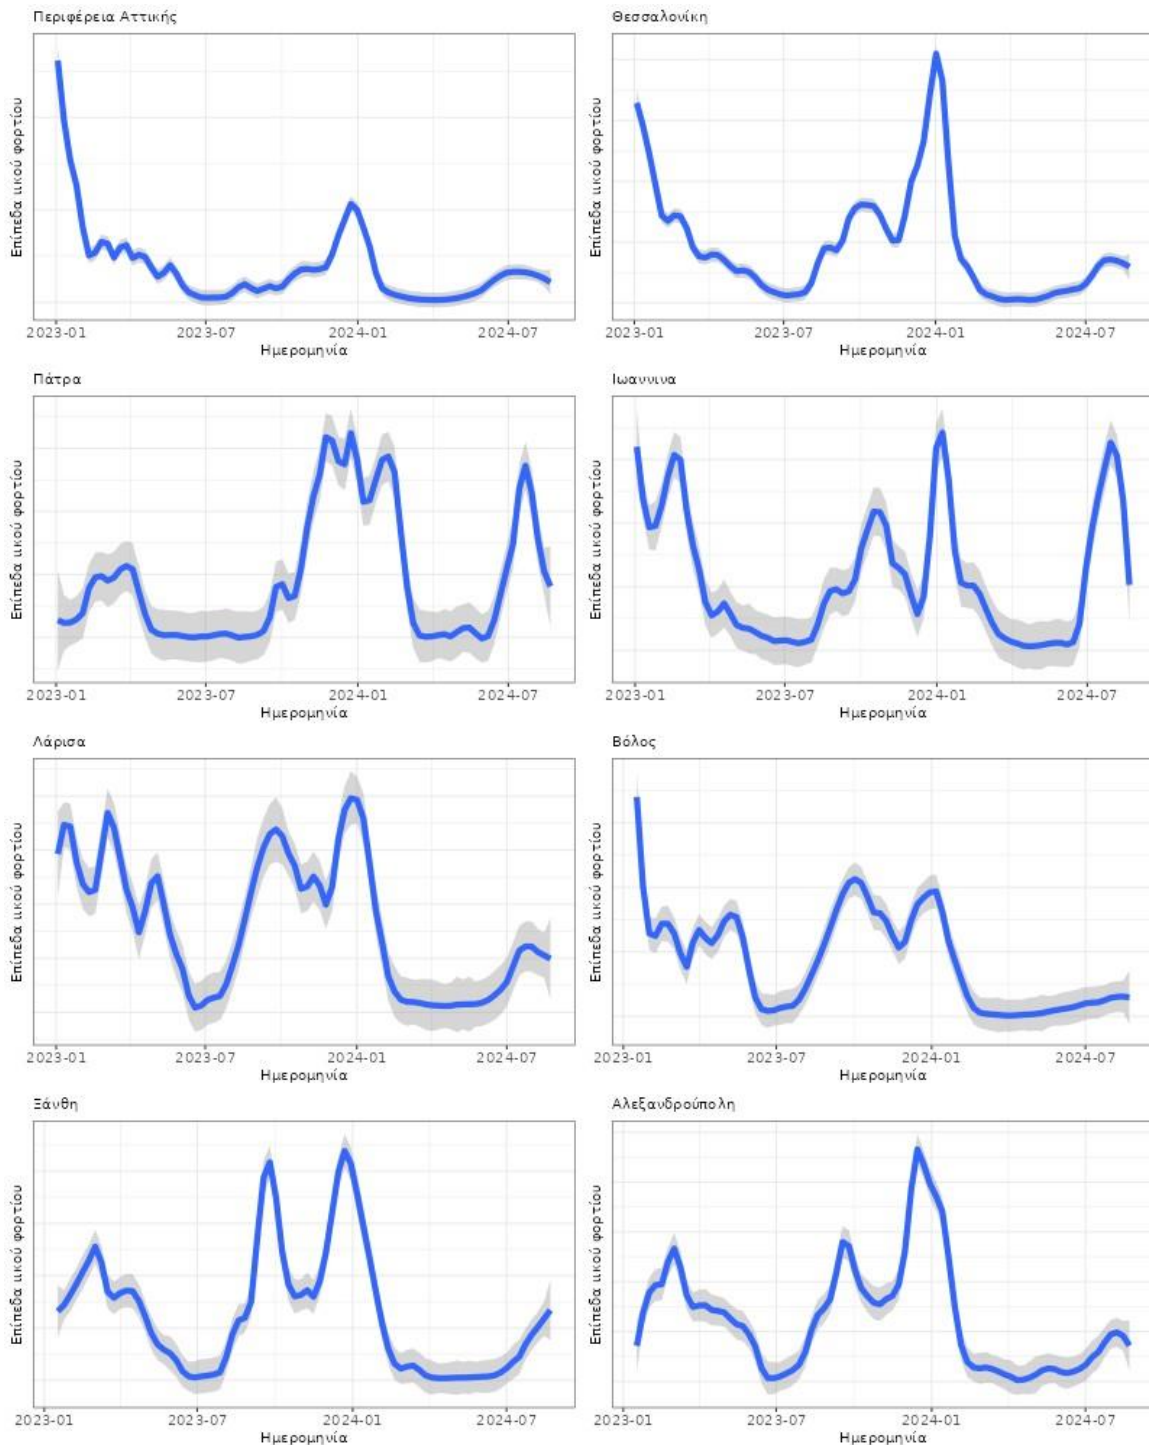 Περιφέρεια Αττικής
Επίπεδα ιικού φορτίου
2023-01 2023-07 2024-01 2024-07
Ημερομηνία
Θεσσαλονίκη
Επίπεδα ιικού φορτίου
2023-01 2023-07 2024-01 2024-07
Ημερομηνία
Πάτρα
Επίπεδα ιικού φορτίου
2023-01 2023-07 2024-01 2024-07
Ημερομηνία
Ιωαννινα
Επίπεδα ιικού φορτίου
2023-01 2023-07 2024-01 2024-07
Ημερομηνία
Λάρισα
Επίπεδα ιικού φορτίου
2023-01 2023-07 2024-01 2024-07
Ημερομηνία
Βόλος
Επίπεδα ιικού φορτίου
2023-01 2023-07 2024-01 2024-07
Ημερομηνία
Ξάνθη
Επίπεδα ιικού φορτίου
2023-01 2023-07 2024-01 2024-07
Ημερομηνία
Αλεξανδρούπολη
Επίπεδα ιικού φορτίου
2023-01 2023-07 2024-01 2024-07
Ημερομηνία